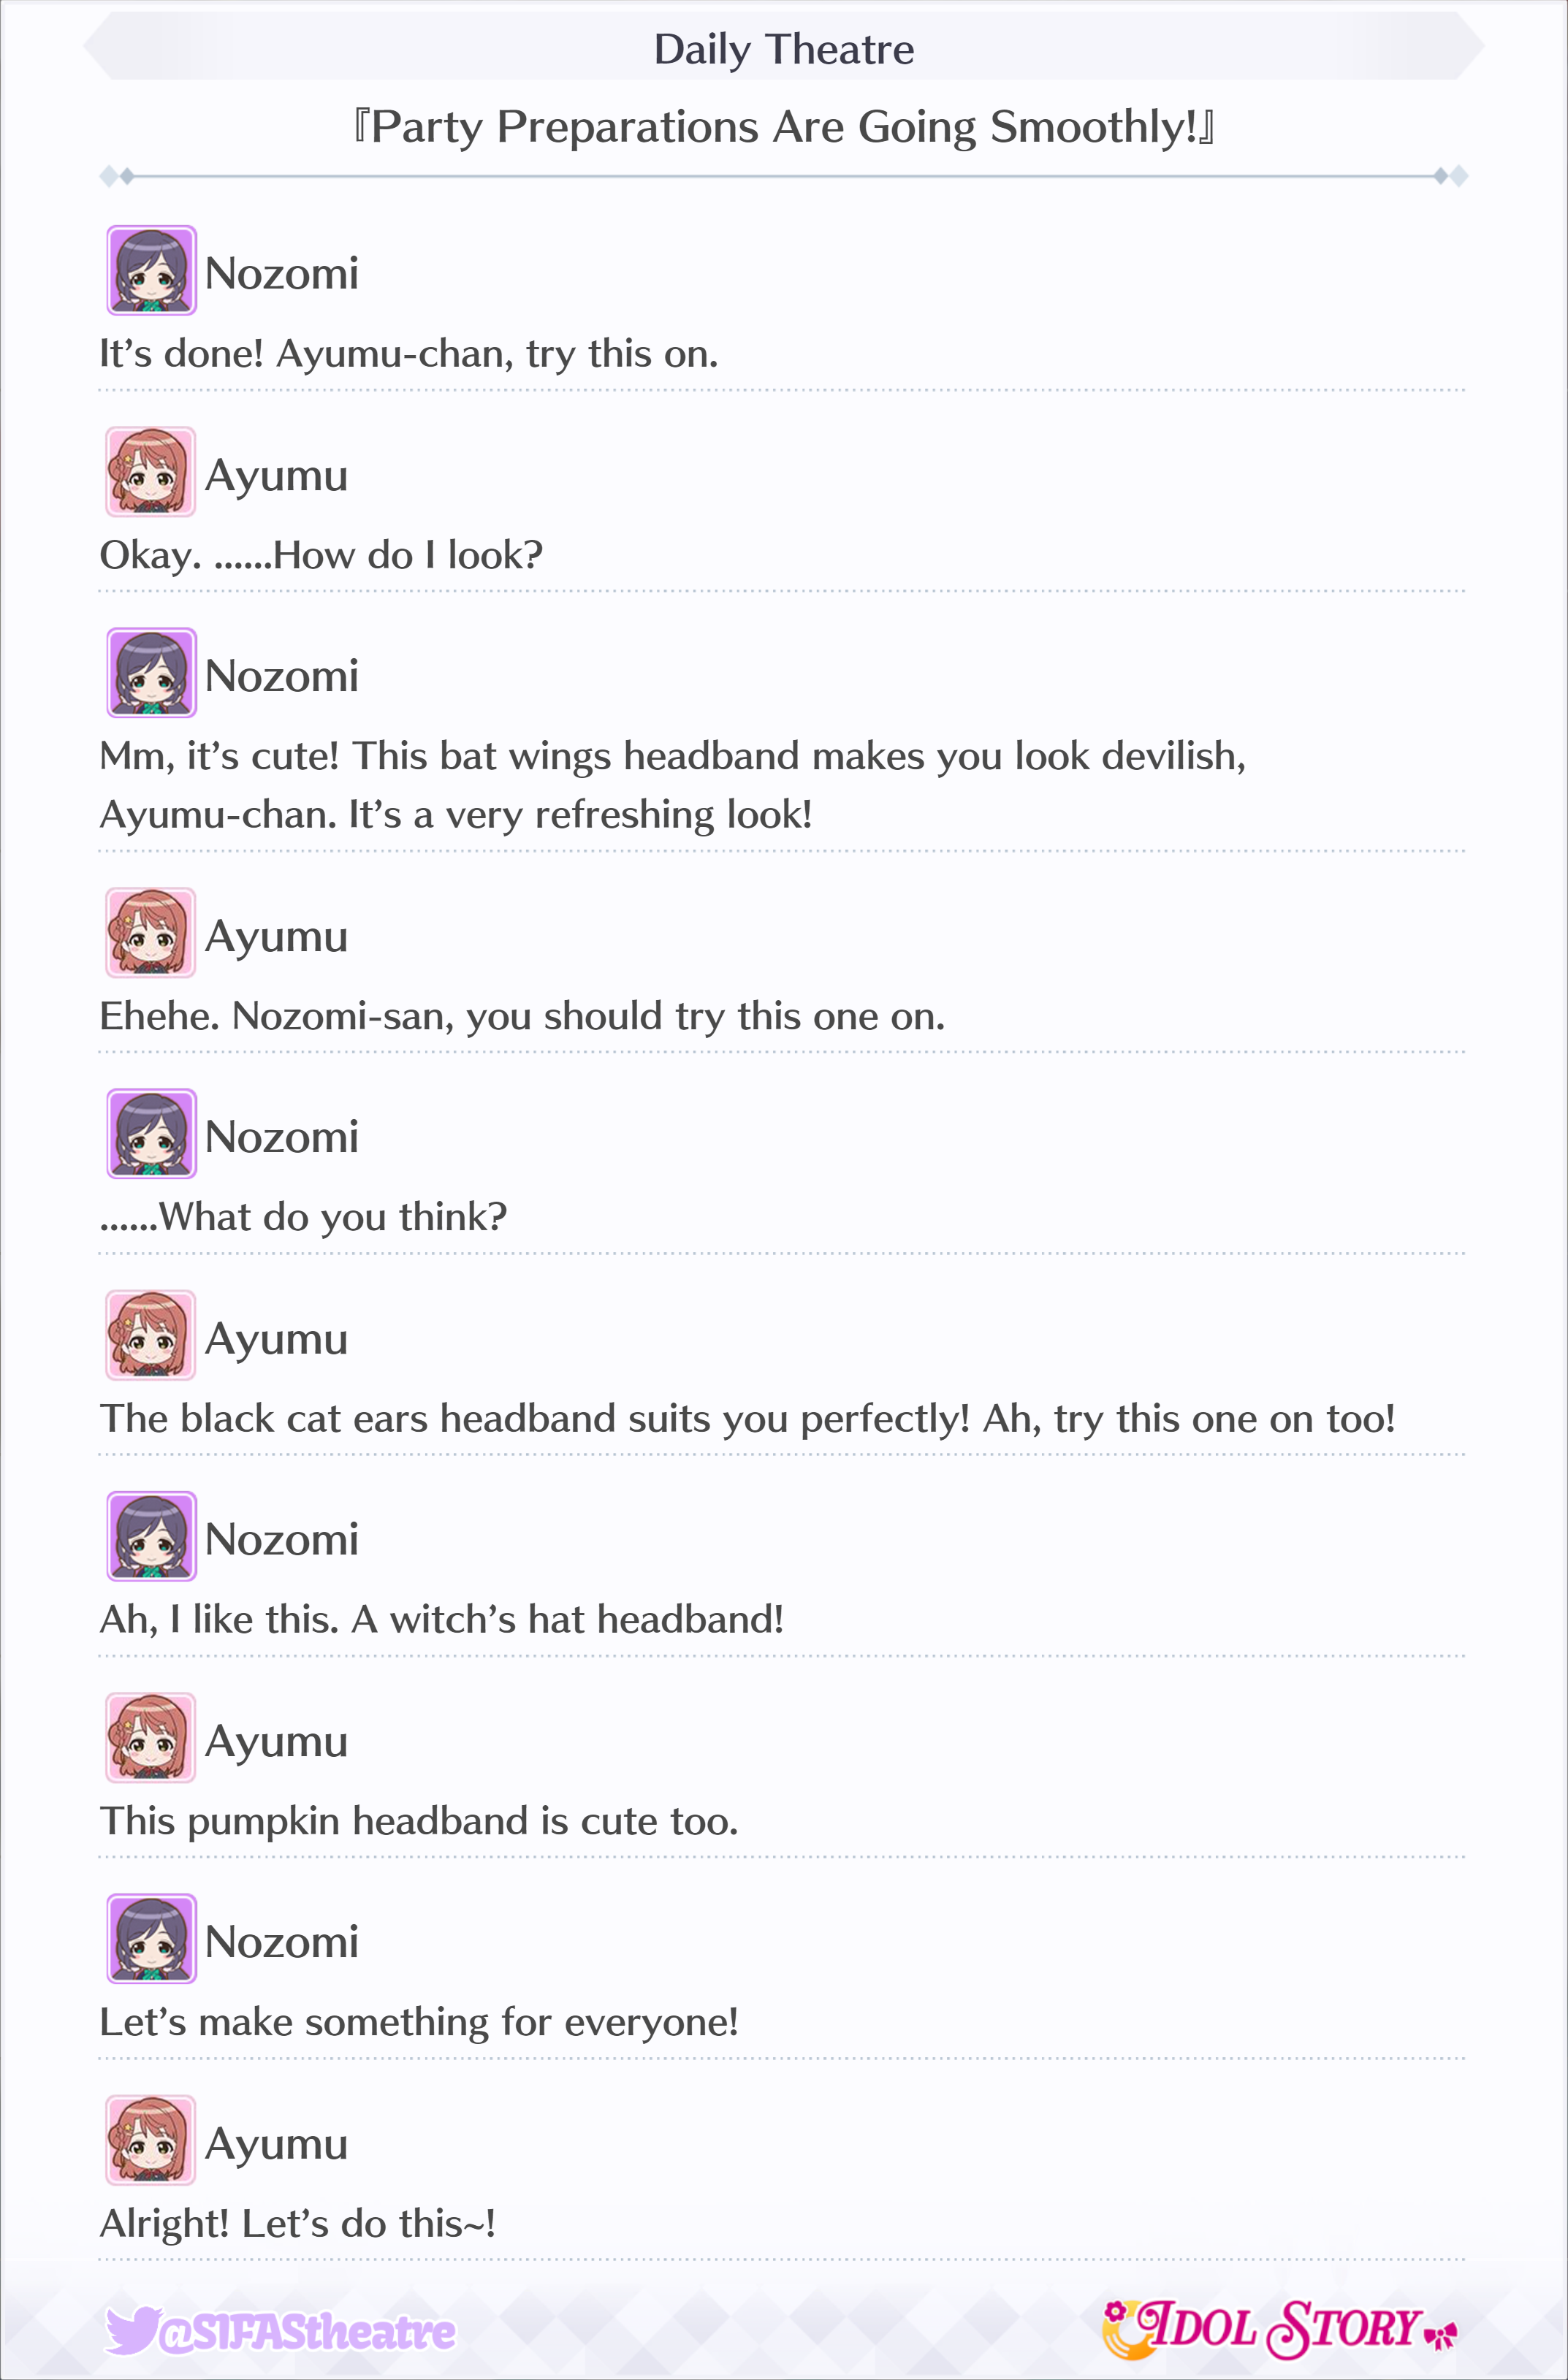 Daily Theatre
『Party Preparations Are Going Smoothly!』
Nozomi
It’s done! Ayumu-chan, try this on.
Ayumu
Okay. ......How do I look?
Nozomi
Mm, it’s cute! This bat wings headband makes you look devilish,
Ayumu-chan. It’s a very refreshing look!
Ayumu
Ehehe. Nozomi-san, you should try this one on.
Nozomi
......What do you think?
Ayumu
The black cat ears headband suits you perfectly! Ah, try this one on too!
Nozomi
Ah, I like this. A witch’s hat headband!
Ayumu
This pumpkin headband is cute too.
Nozomi
Let’s make something for everyone!
Ayumu
Alright! Let’s do this~!
@SIFAStheatre
IDOL STORY